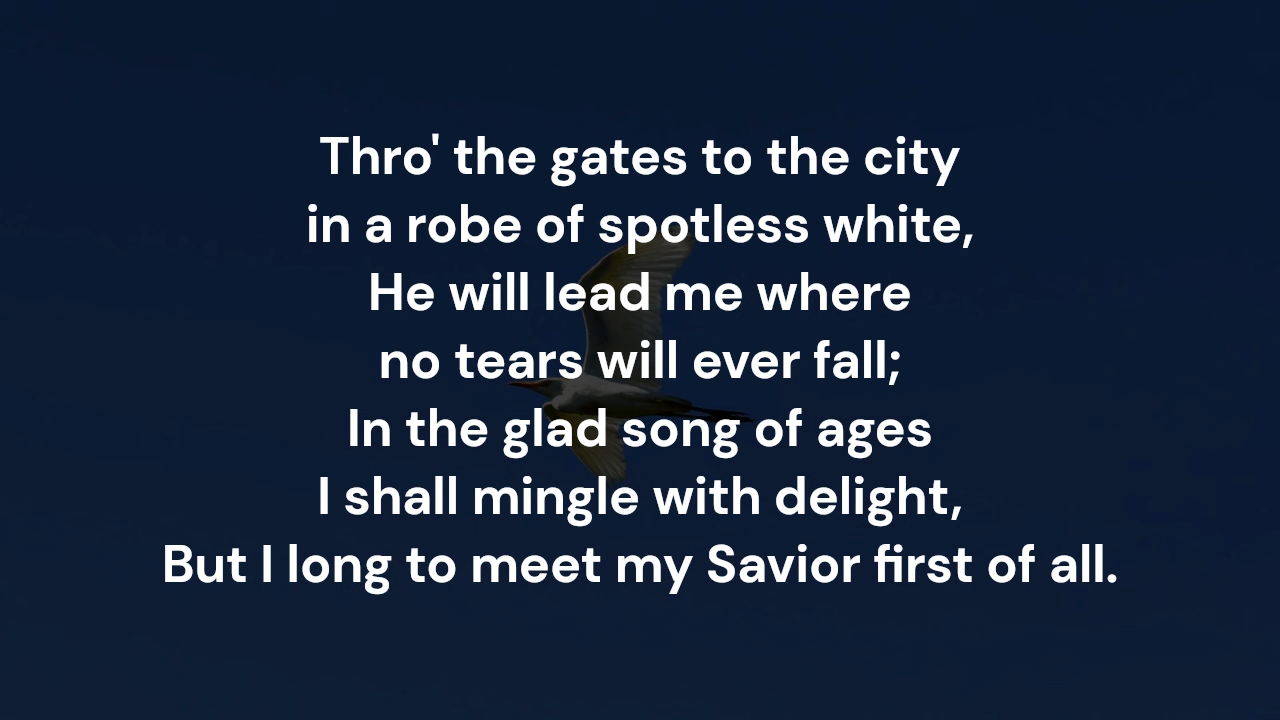 Thro' the gates to the city
in a robe of spotless white,
He will lead me where
no tears will ever fall;
In the glad song of ages
I shall mingle with delight,
But I long to meet my Savior first of all.